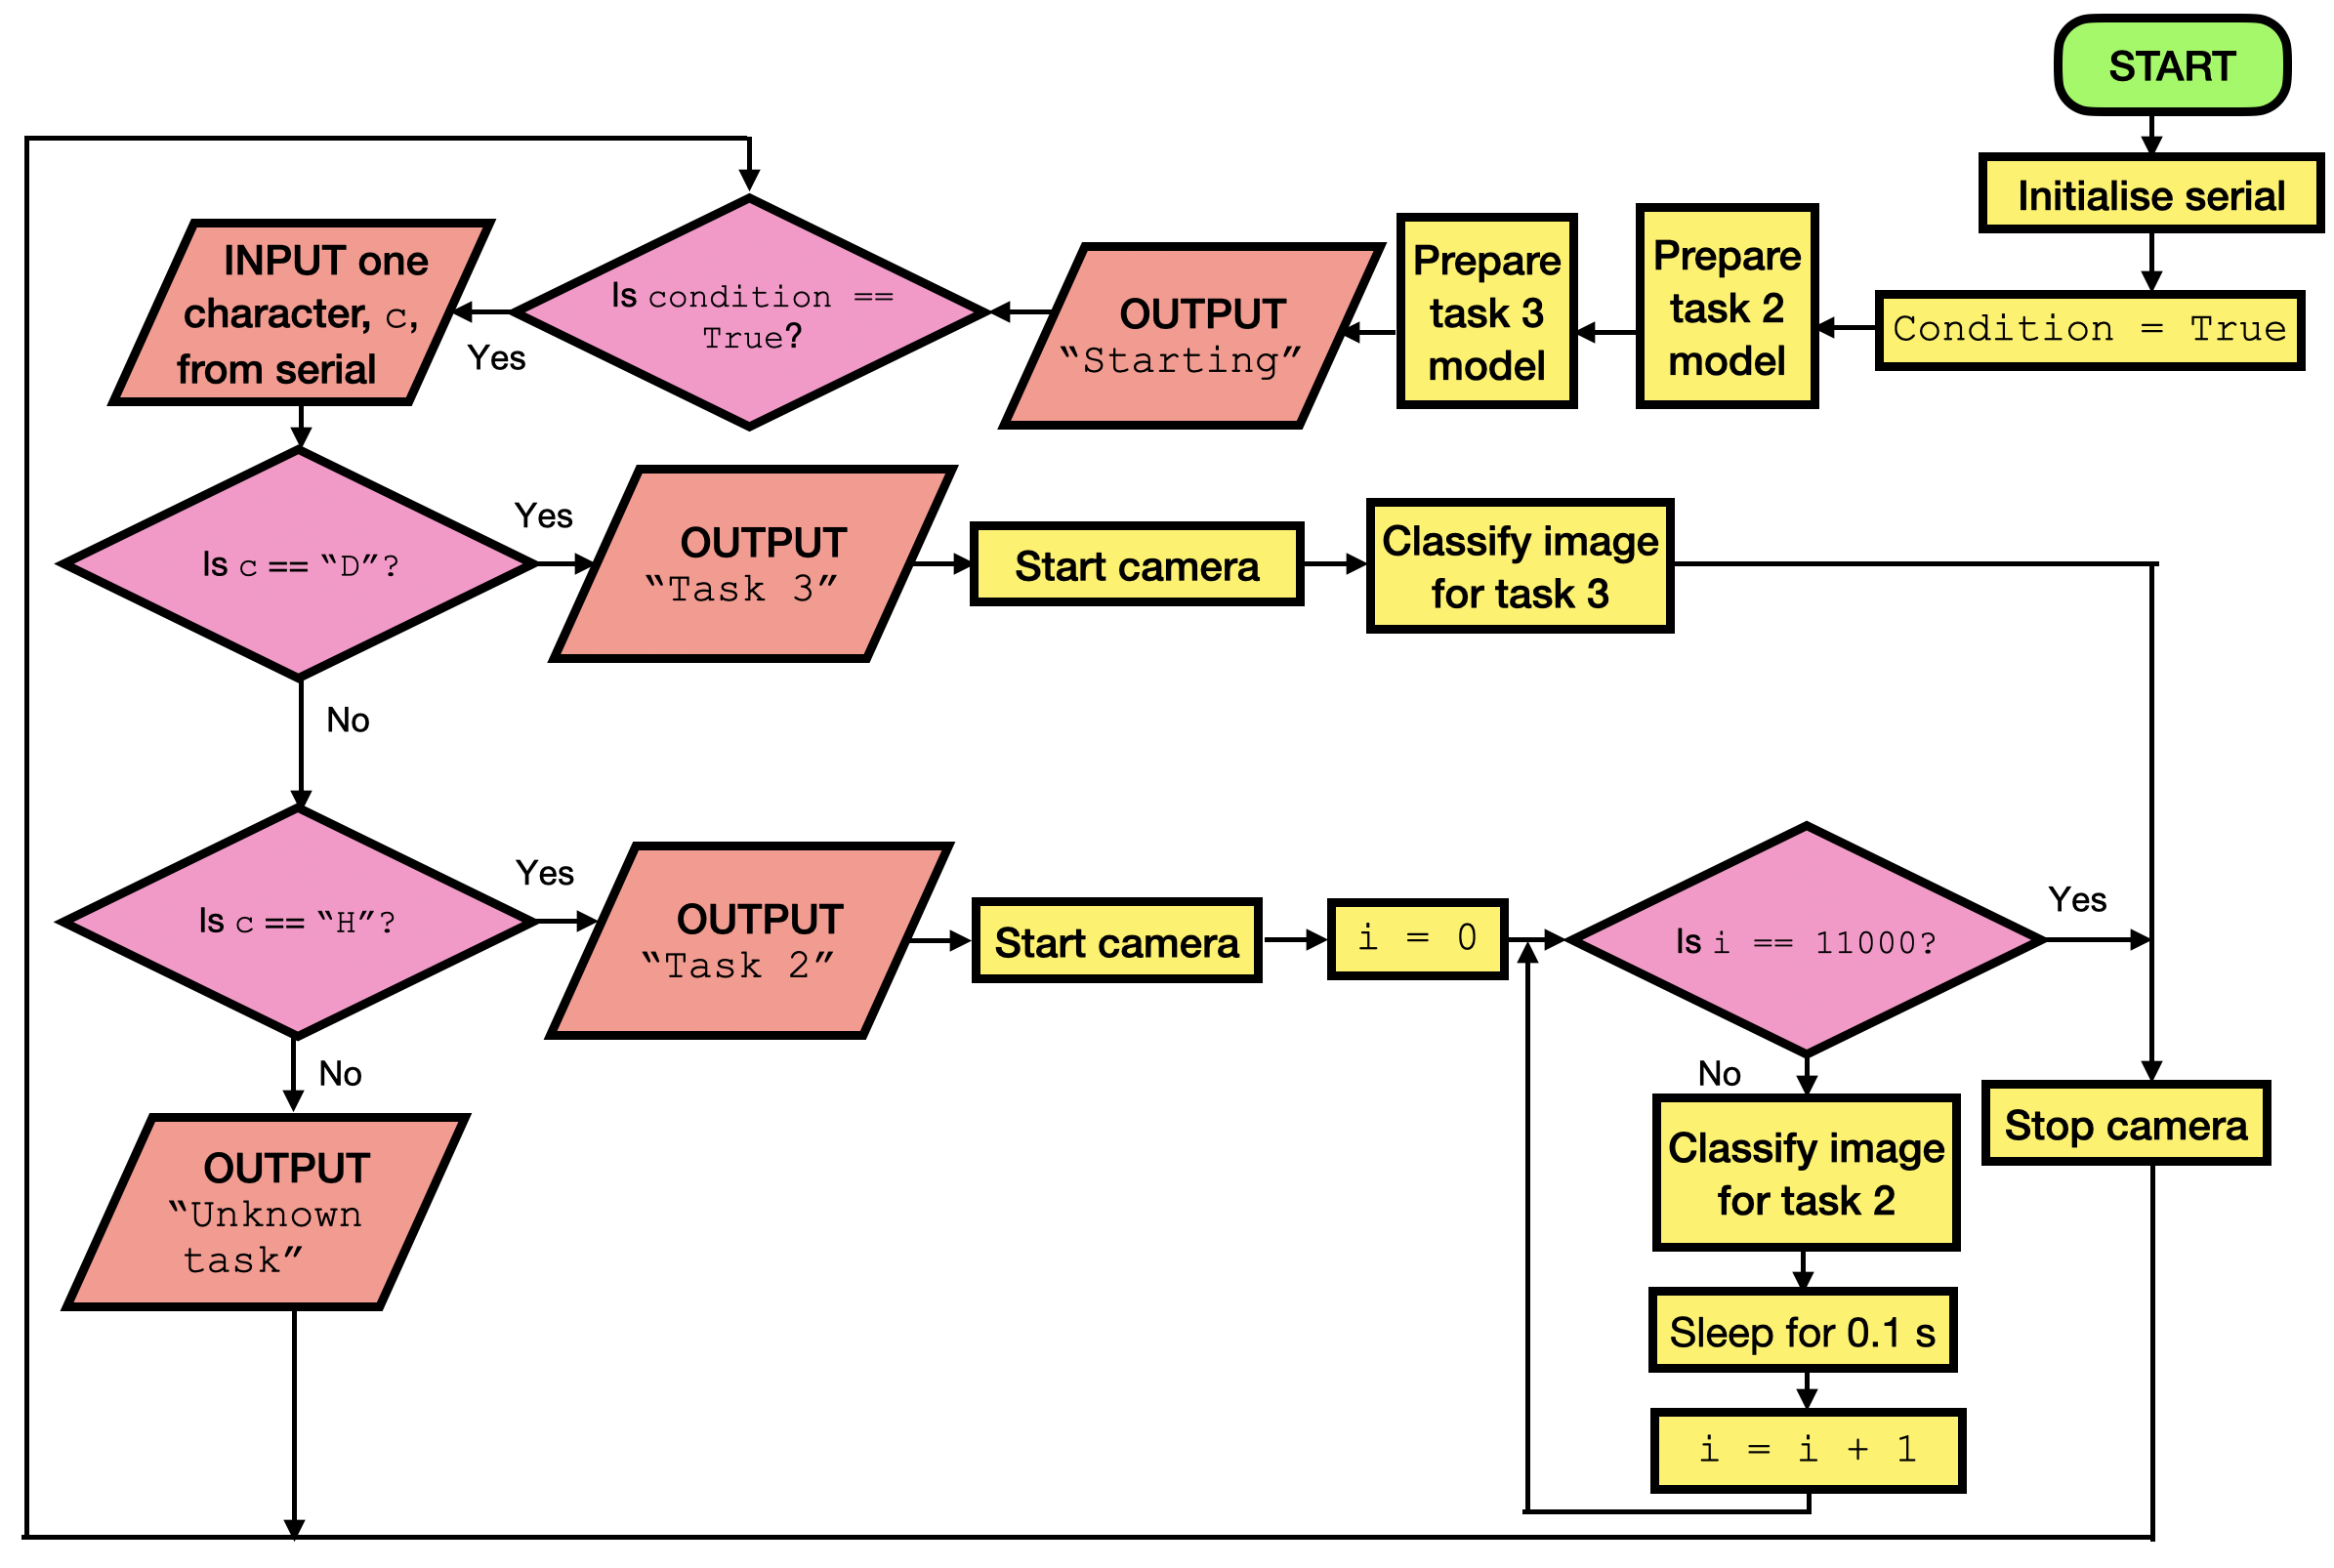 START
Initialise serial
Condition = True
Prepare
task 2
model
Prepare
task 3
model
OUTPUT
“Starting”
Is condition ==
True?
Yes
INPUT one
character, c,
from serial
Is c == “D”?
Yes
OUTPUT
“Task 3”
Start camera
Classify image
for task 3
No
Is c == “H”?
Yes
OUTPUT
“Task 2”
Start camera
i = 0
Is i == 11000?
Yes
No
Classify image
for task 2
Sleep for 0.1 s
i = i + 1
Stop camera
No
OUTPUT
“Unknown
task”